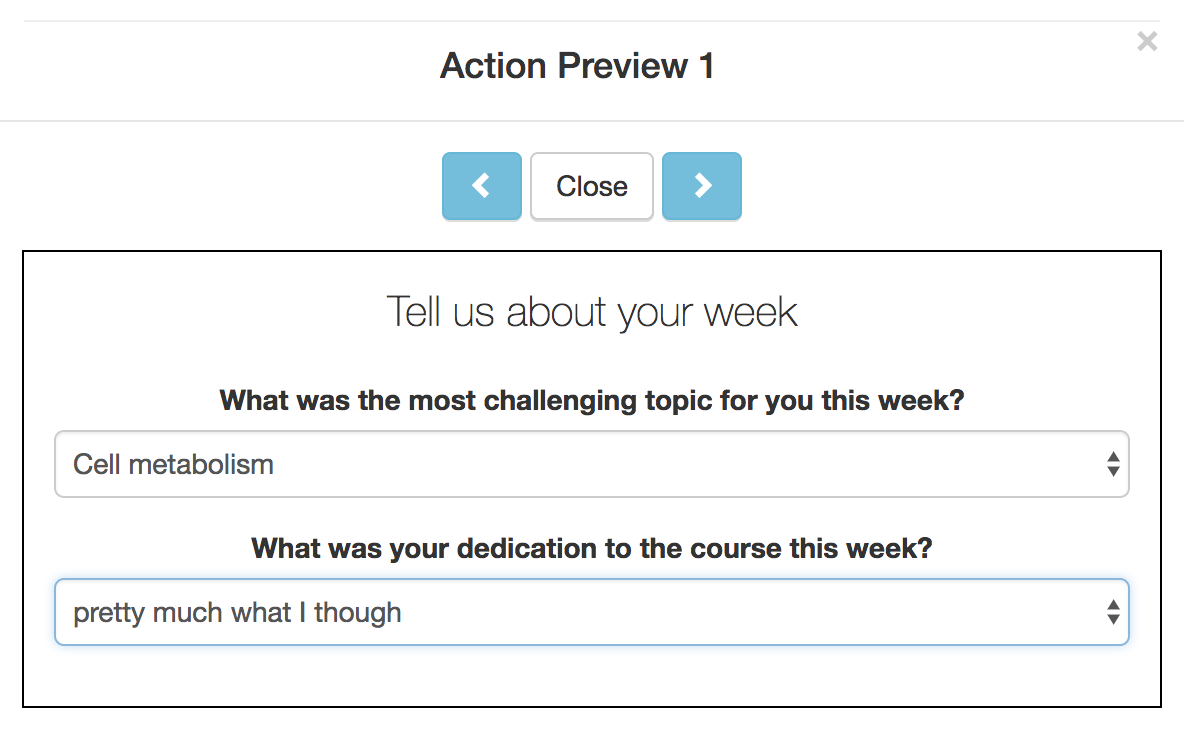 Action Preview 1
×
Close
Tell us about your week
What was the most challenging topic for you this week?
Cell metabolism
What was your dedication to the course this week?
pretty much what I though